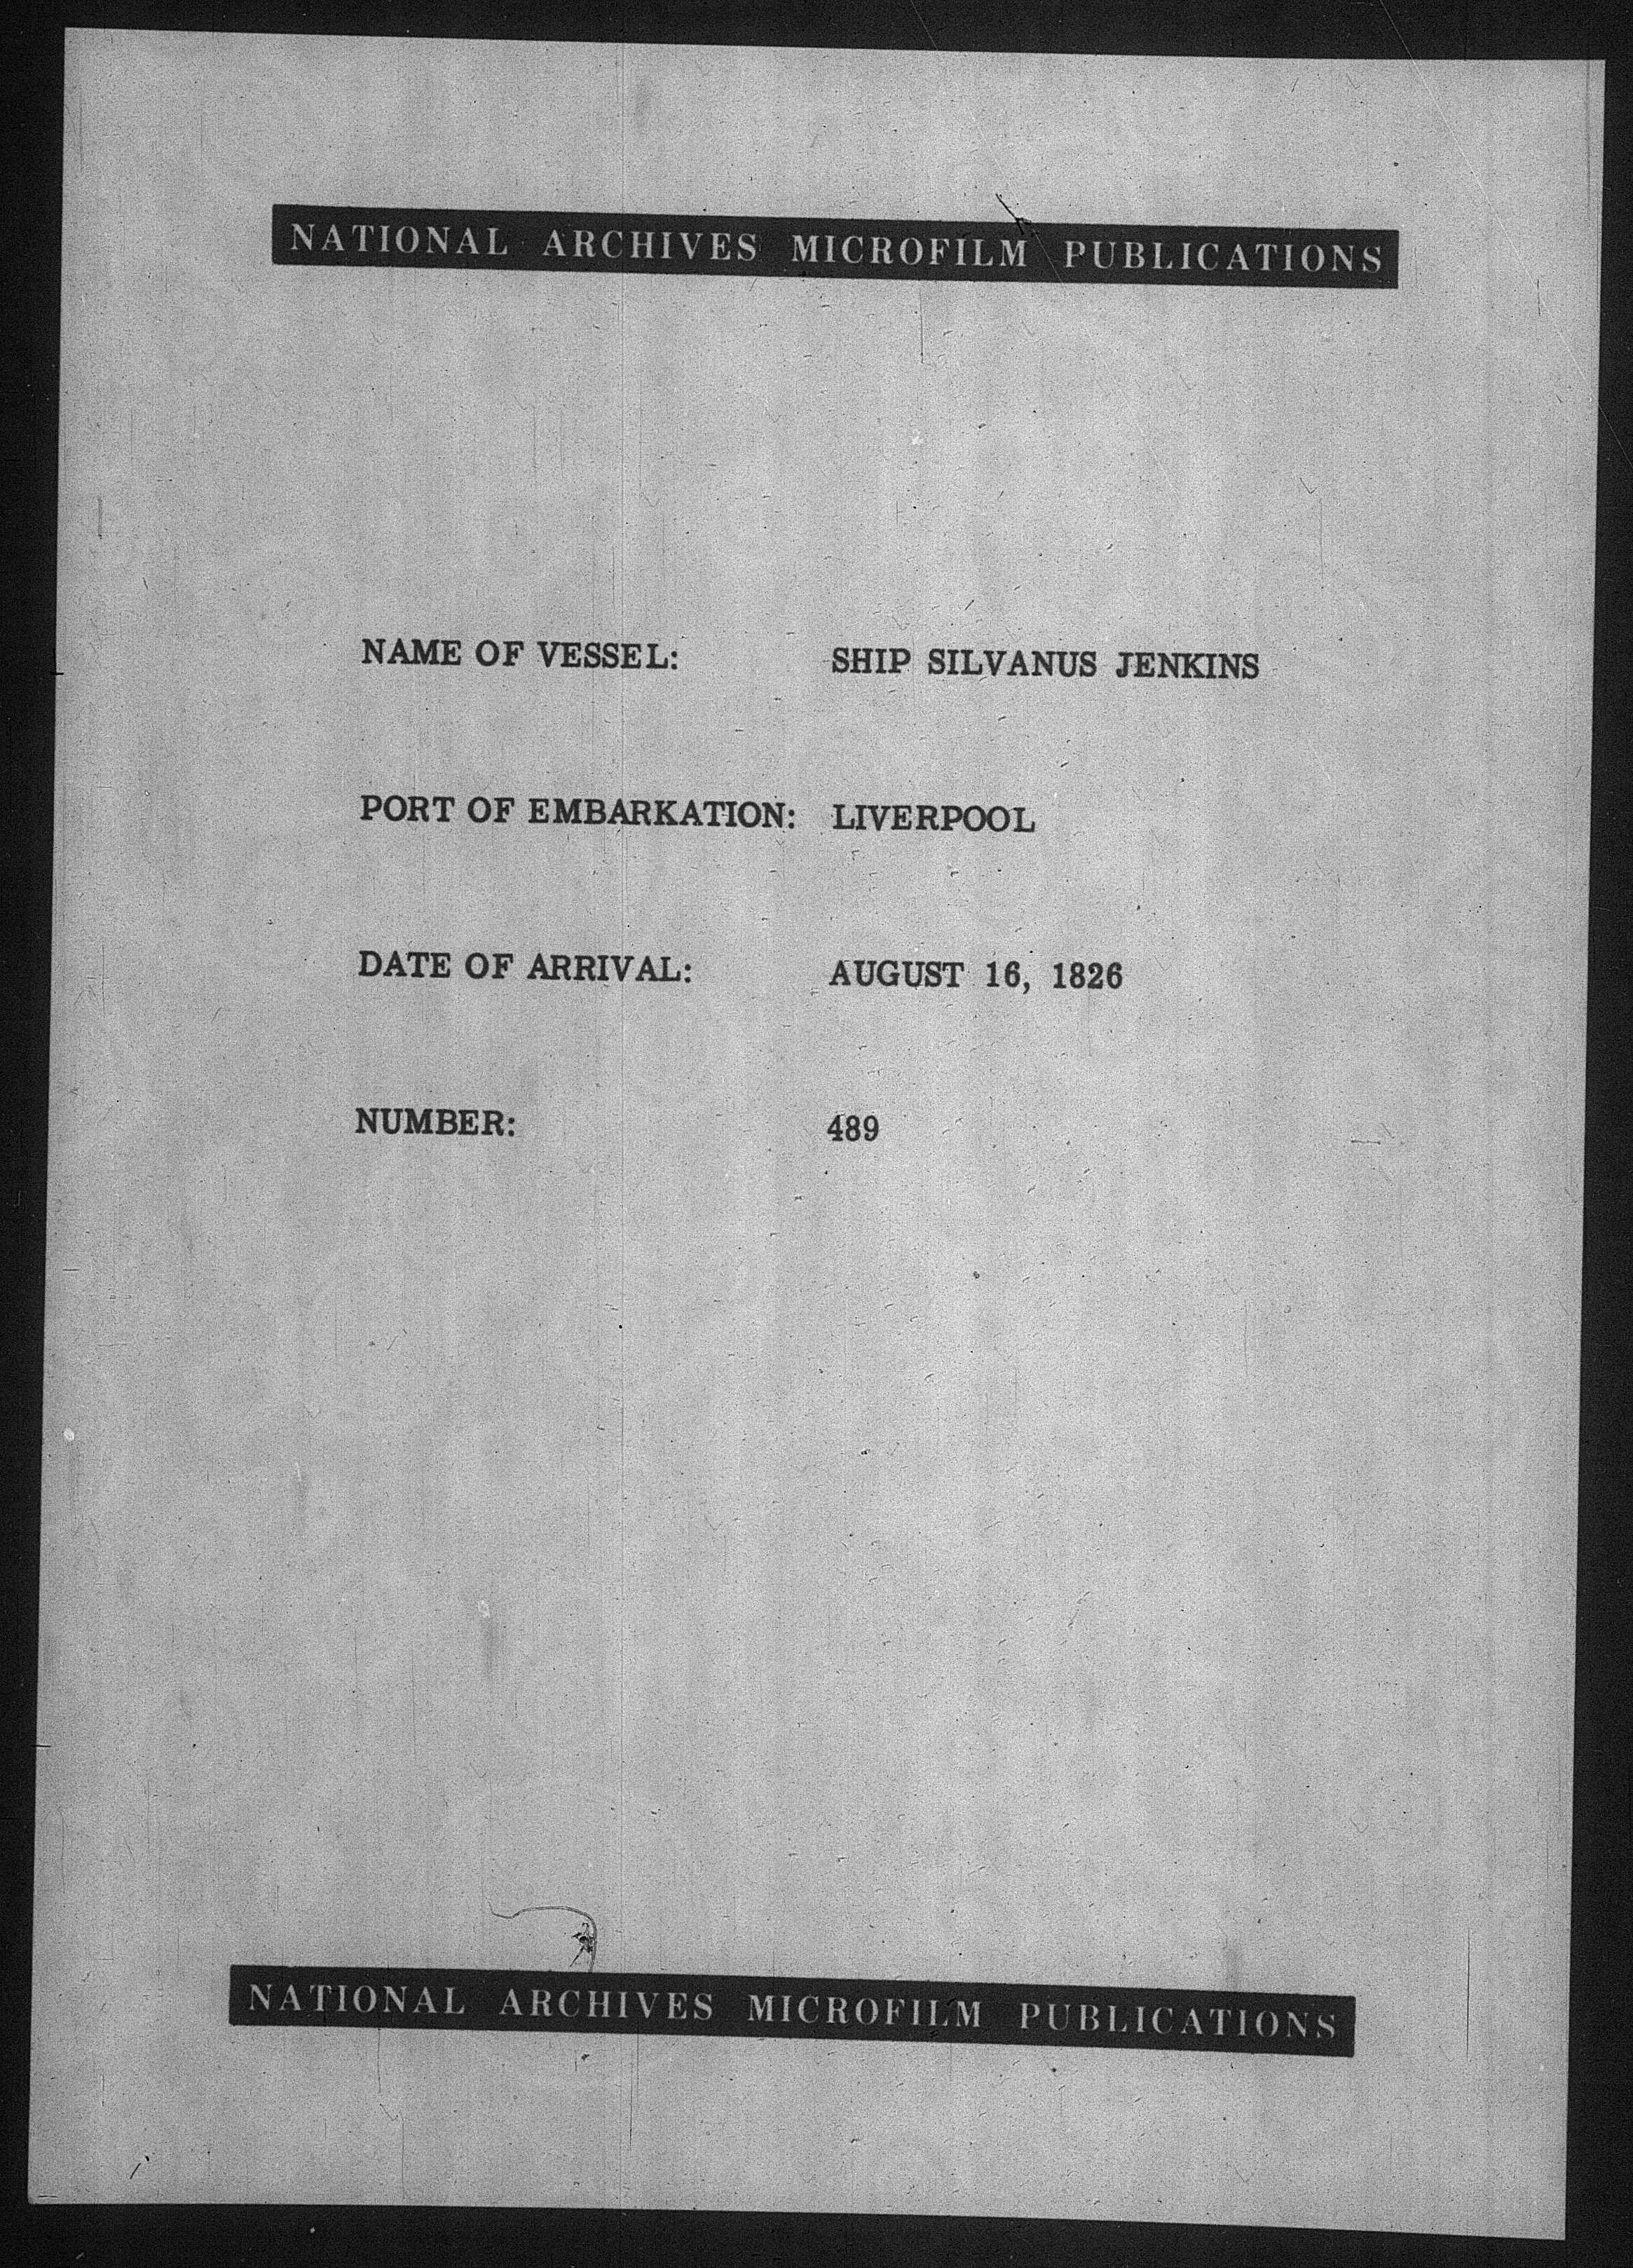 NATIONAL ARCHIVES MICROFILM PUBLICATIONS
NAME OF VESSEL: SHIP SILVANUS JENKINS
PORT OF EMBARKATION: LIVERPOOL
DATE OF ARRIVAL: AUGUST 16, 1826
NUMBER: 489
NATIONAL ARCHIVES MICROFILM PUBLICATIONS